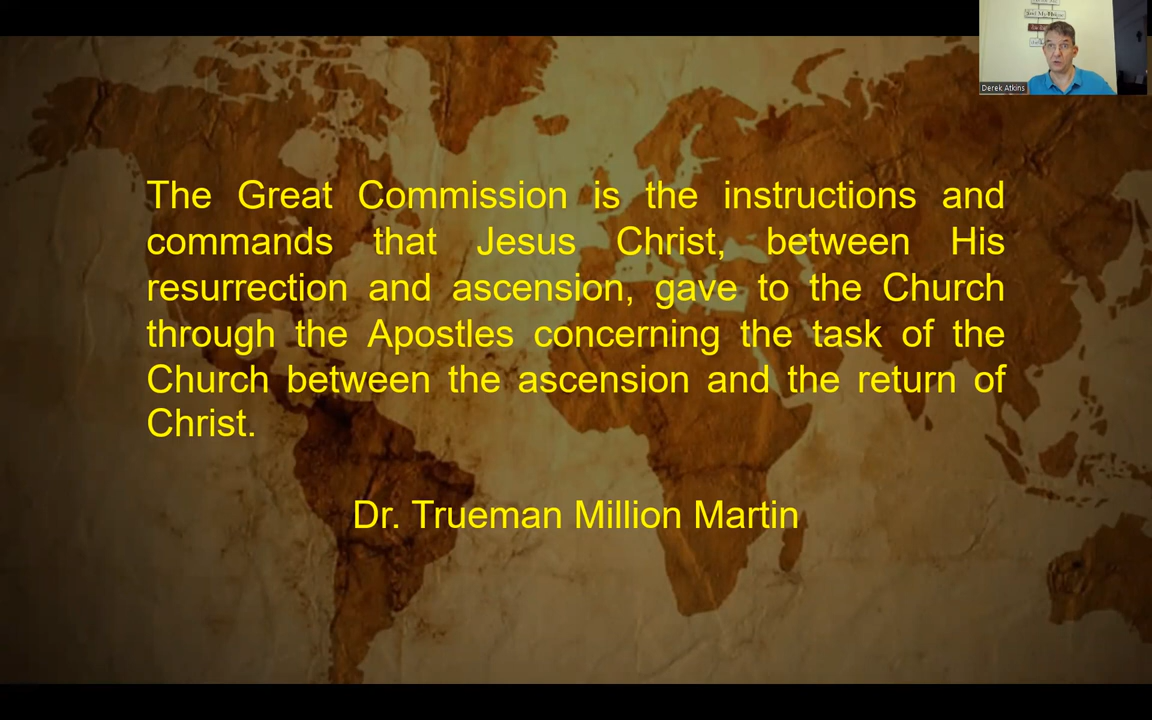 The Great Commission is the instructions and
commands that Jesus Christ, between His
resurrection and ascension, gave to the Church
through the Apostles concerning the task of the
Church between the ascension and the return of
Christ.
Dr. Trueman Million Martin
Derek Atkins